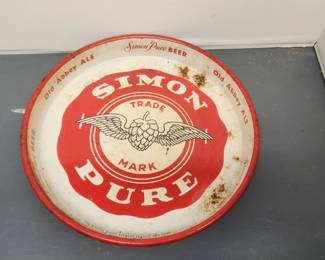 Old Abbey ALE
Simon Pure BEER
Old Abbey ALE
BEER
SIMON
TRADE
MARK
PURE